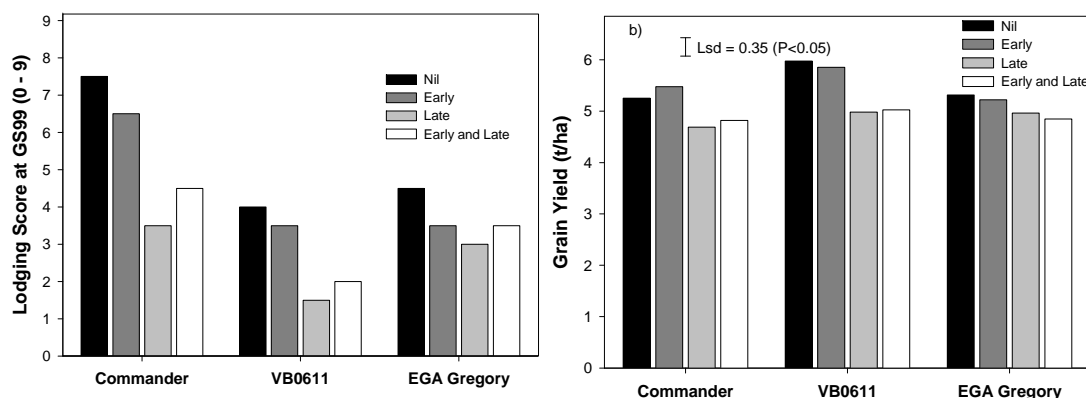 Lodging Score at GS99 (0 - 9)
9
8
7
6
5
4
3
2
1
0
Nil
Early
Late
Early and Late
Commander
VB0611
EGA Gregory
b)
Lsd = 0.35 (P<0.05)
Nil
Early
Late
Early and Late
Grain Yield (t/ha)
6
5
4
3
2
1
0
Commander
VB0611
EGA Gregory